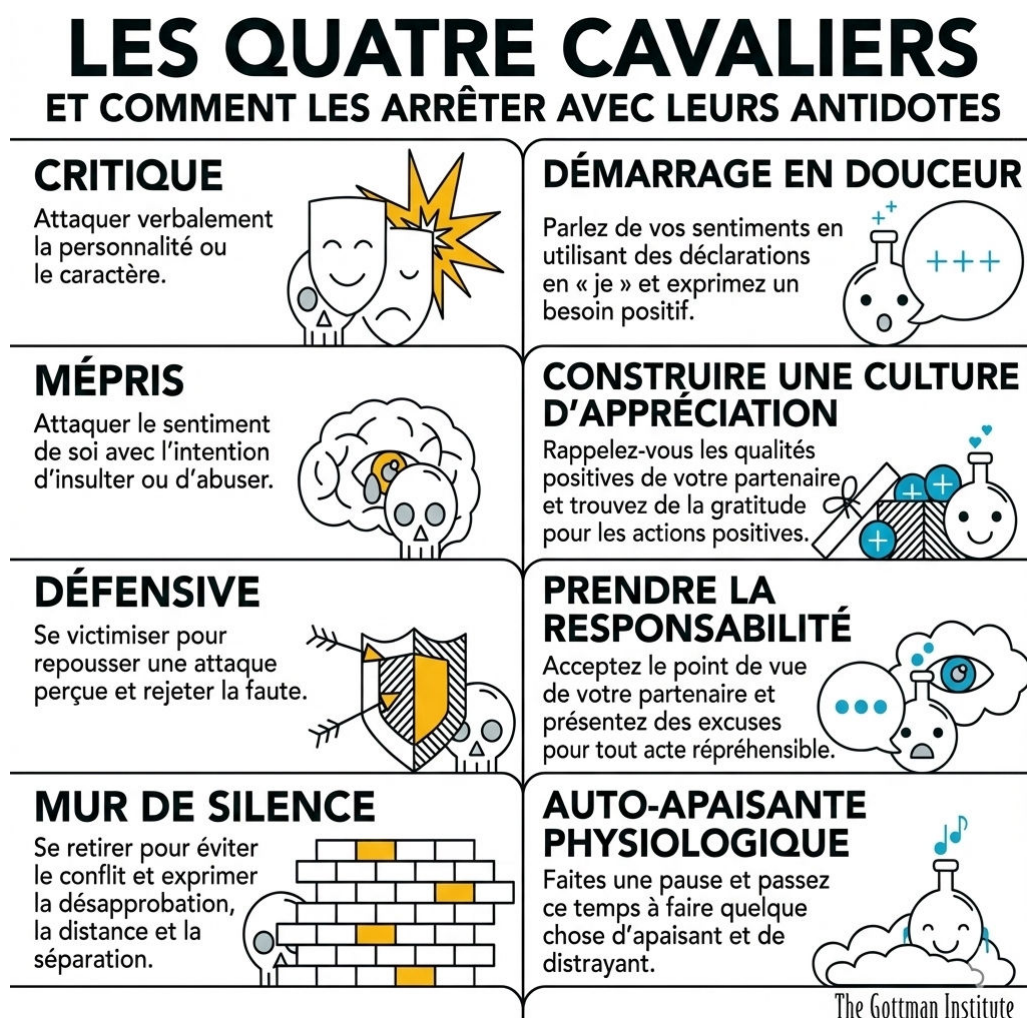 LES QUATRE CAVALIERS
ET COMMENT LES ARRÊTER AVEC LEURS ANTIDOTES
CRITIQUE
Attaquer verbalement
la personnalité ou
le caractère.
DÉMARRAGE EN DOUCEUR
Parlez de vos sentiments en
utilisant des déclarations
en « je » et exprimez un
besoin positif.
MÉPRIS
Attaquer le sentiment
de soi avec l'intention
d'insulter ou d'abuser.
CONSTRUIRE UNE CULTURE
D'APPRÉCIATION
Rappelez-vous les qualités
positives de votre partenaire
et trouvez de la gratitude
pour les actions positives.
DÉFENSIVE
Se victimiser pour
repousser une attaque
perçue et rejeter la faute.
PRENDRE LA
RESPONSABILITÉ
Acceptez le point de vue
de votre partenaire et
présentez des excuses
pour tout acte répréhensible.
MUR DE SILENCE
Se retirer pour éviter
le conflit et exprimer
la désapprobation,
la distance et la
séparation.
AUTO-APAISANTE
PHYSIOLOGIQUE
Faites une pause et passez
ce temps à faire quelque
chose d'apaisant et de
distrayant.
The Gottman Institute